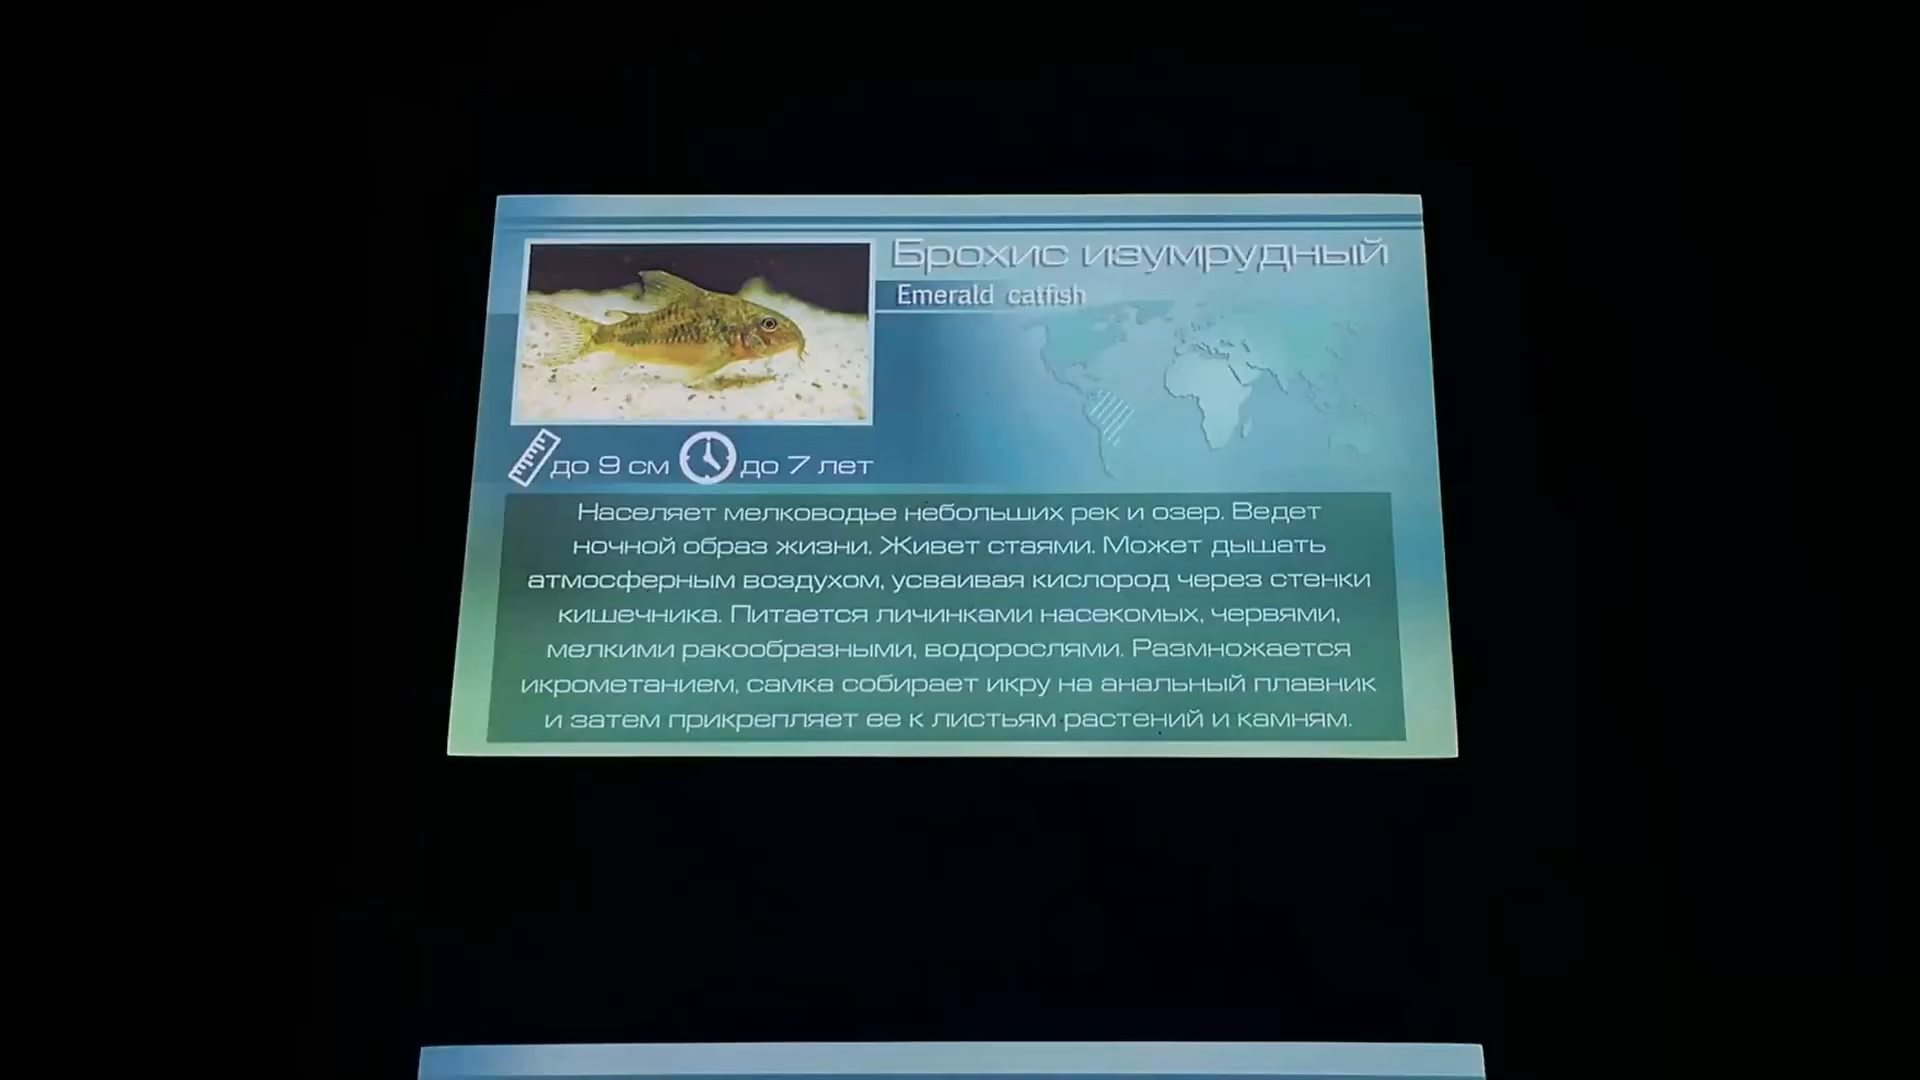 Брохис изумрудный
Emerald catfish
до 9 см до 7 лет
Населяет мелководье небольших рек и озер. Ведет
ночной образ жизни. Живет стаями. Может дышать
атмосферным воздухом, усваивая кислород через стенки
кишечника. Питается личинками насекомых, червями,
мелкими ракообразными, водорослями. Размножается
икрометанием, самка собирает икру на анальный плавник
и затем прикрепляет ее к листьям растений и камням.